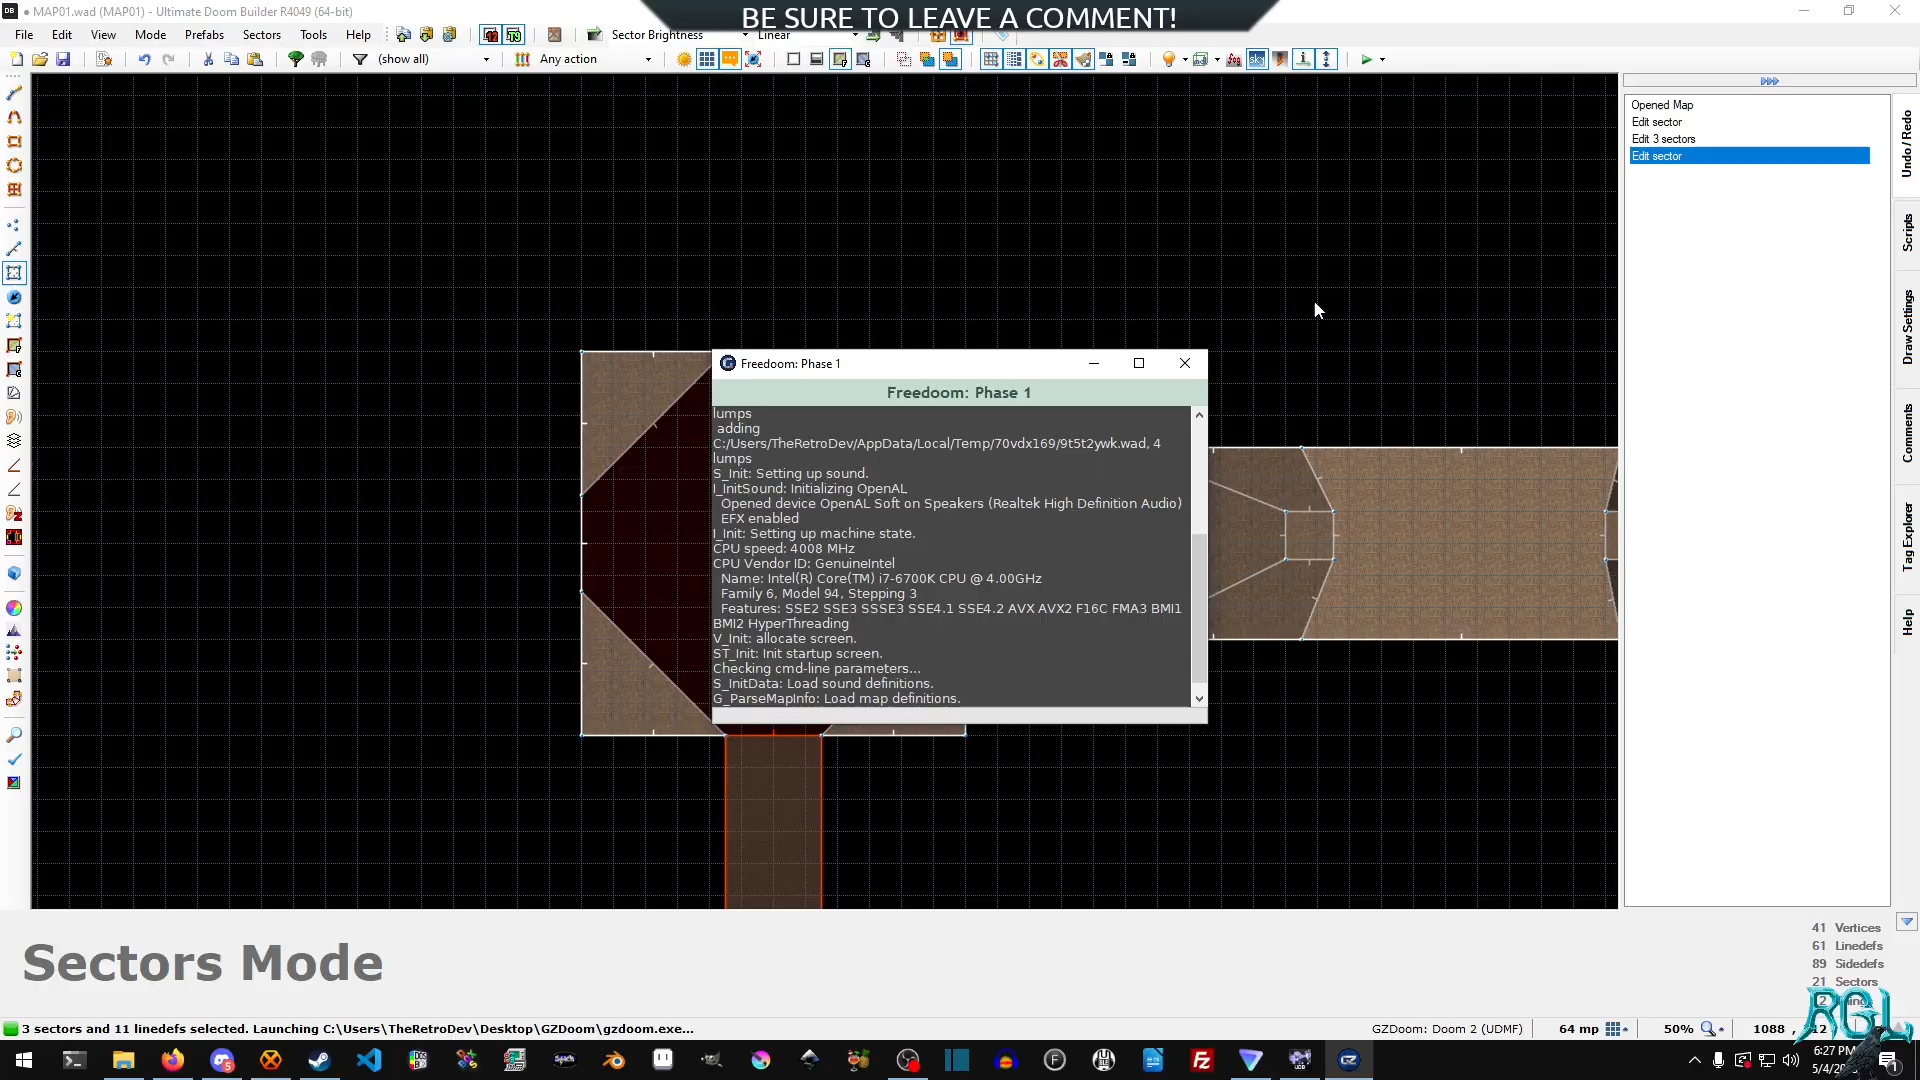 MAP01.wad (MAP01) - Ultimate Doom Builder R4049 (64-bit)
BE SURE TO LEAVE A COMMENT!
File Edit View Mode Prefabs Sectors Tools Help Sector Brightness Linear
(show all) Any action
Opened Map
Edit sector
Edit 3 sectors
Edit sector
Undo / Redo
Scripts
Draw Settings
Comments
Tag Explorer
Help
Freedoom: Phase 1
Freedoom: Phase 1
lumps
adding
C:/Users/TheRetroDev/AppData/Local/Temp/70vdx169/9t5t2ywk.wad, 4
lumps
S_Init: Setting up sound.
I_InitSound: Initializing OpenAL
Opened device OpenAL Soft on Speakers (Realtek High Definition Audio)
EFX enabled
I_Init: Setting up machine state.
CPU speed: 4008 MHz
CPU Vendor ID: GenuineIntel
Name: Intel(R) Core(TM) i7-6700K CPU @ 4.00GHz
Family 6, Model 94, Stepping 3
Features: SSE2 SSE3 SSSE3 SSE4.1 SSE4.2 AVX AVX2 F16C FMA3 BMI1
BMI2 HyperThreading
V_Init: allocate screen.
ST_Init: Init startup screen.
Checking cmd-line parameters...
S_InitData: Load sound definitions.
G_ParseMapInfo: Load map definitions.
Sectors Mode
41 Vertices
61 Linedefs
89 Sidedefs
21 Sectors
RGL
3 sectors and 11 linedefs selected. Launching C:\Users\TheRetroDev\Desktop\GZDoom\gzdoom.exe...
GZDoom: Doom 2 (UDMF) 64 mp 50% 1088 ,
6:27 PM